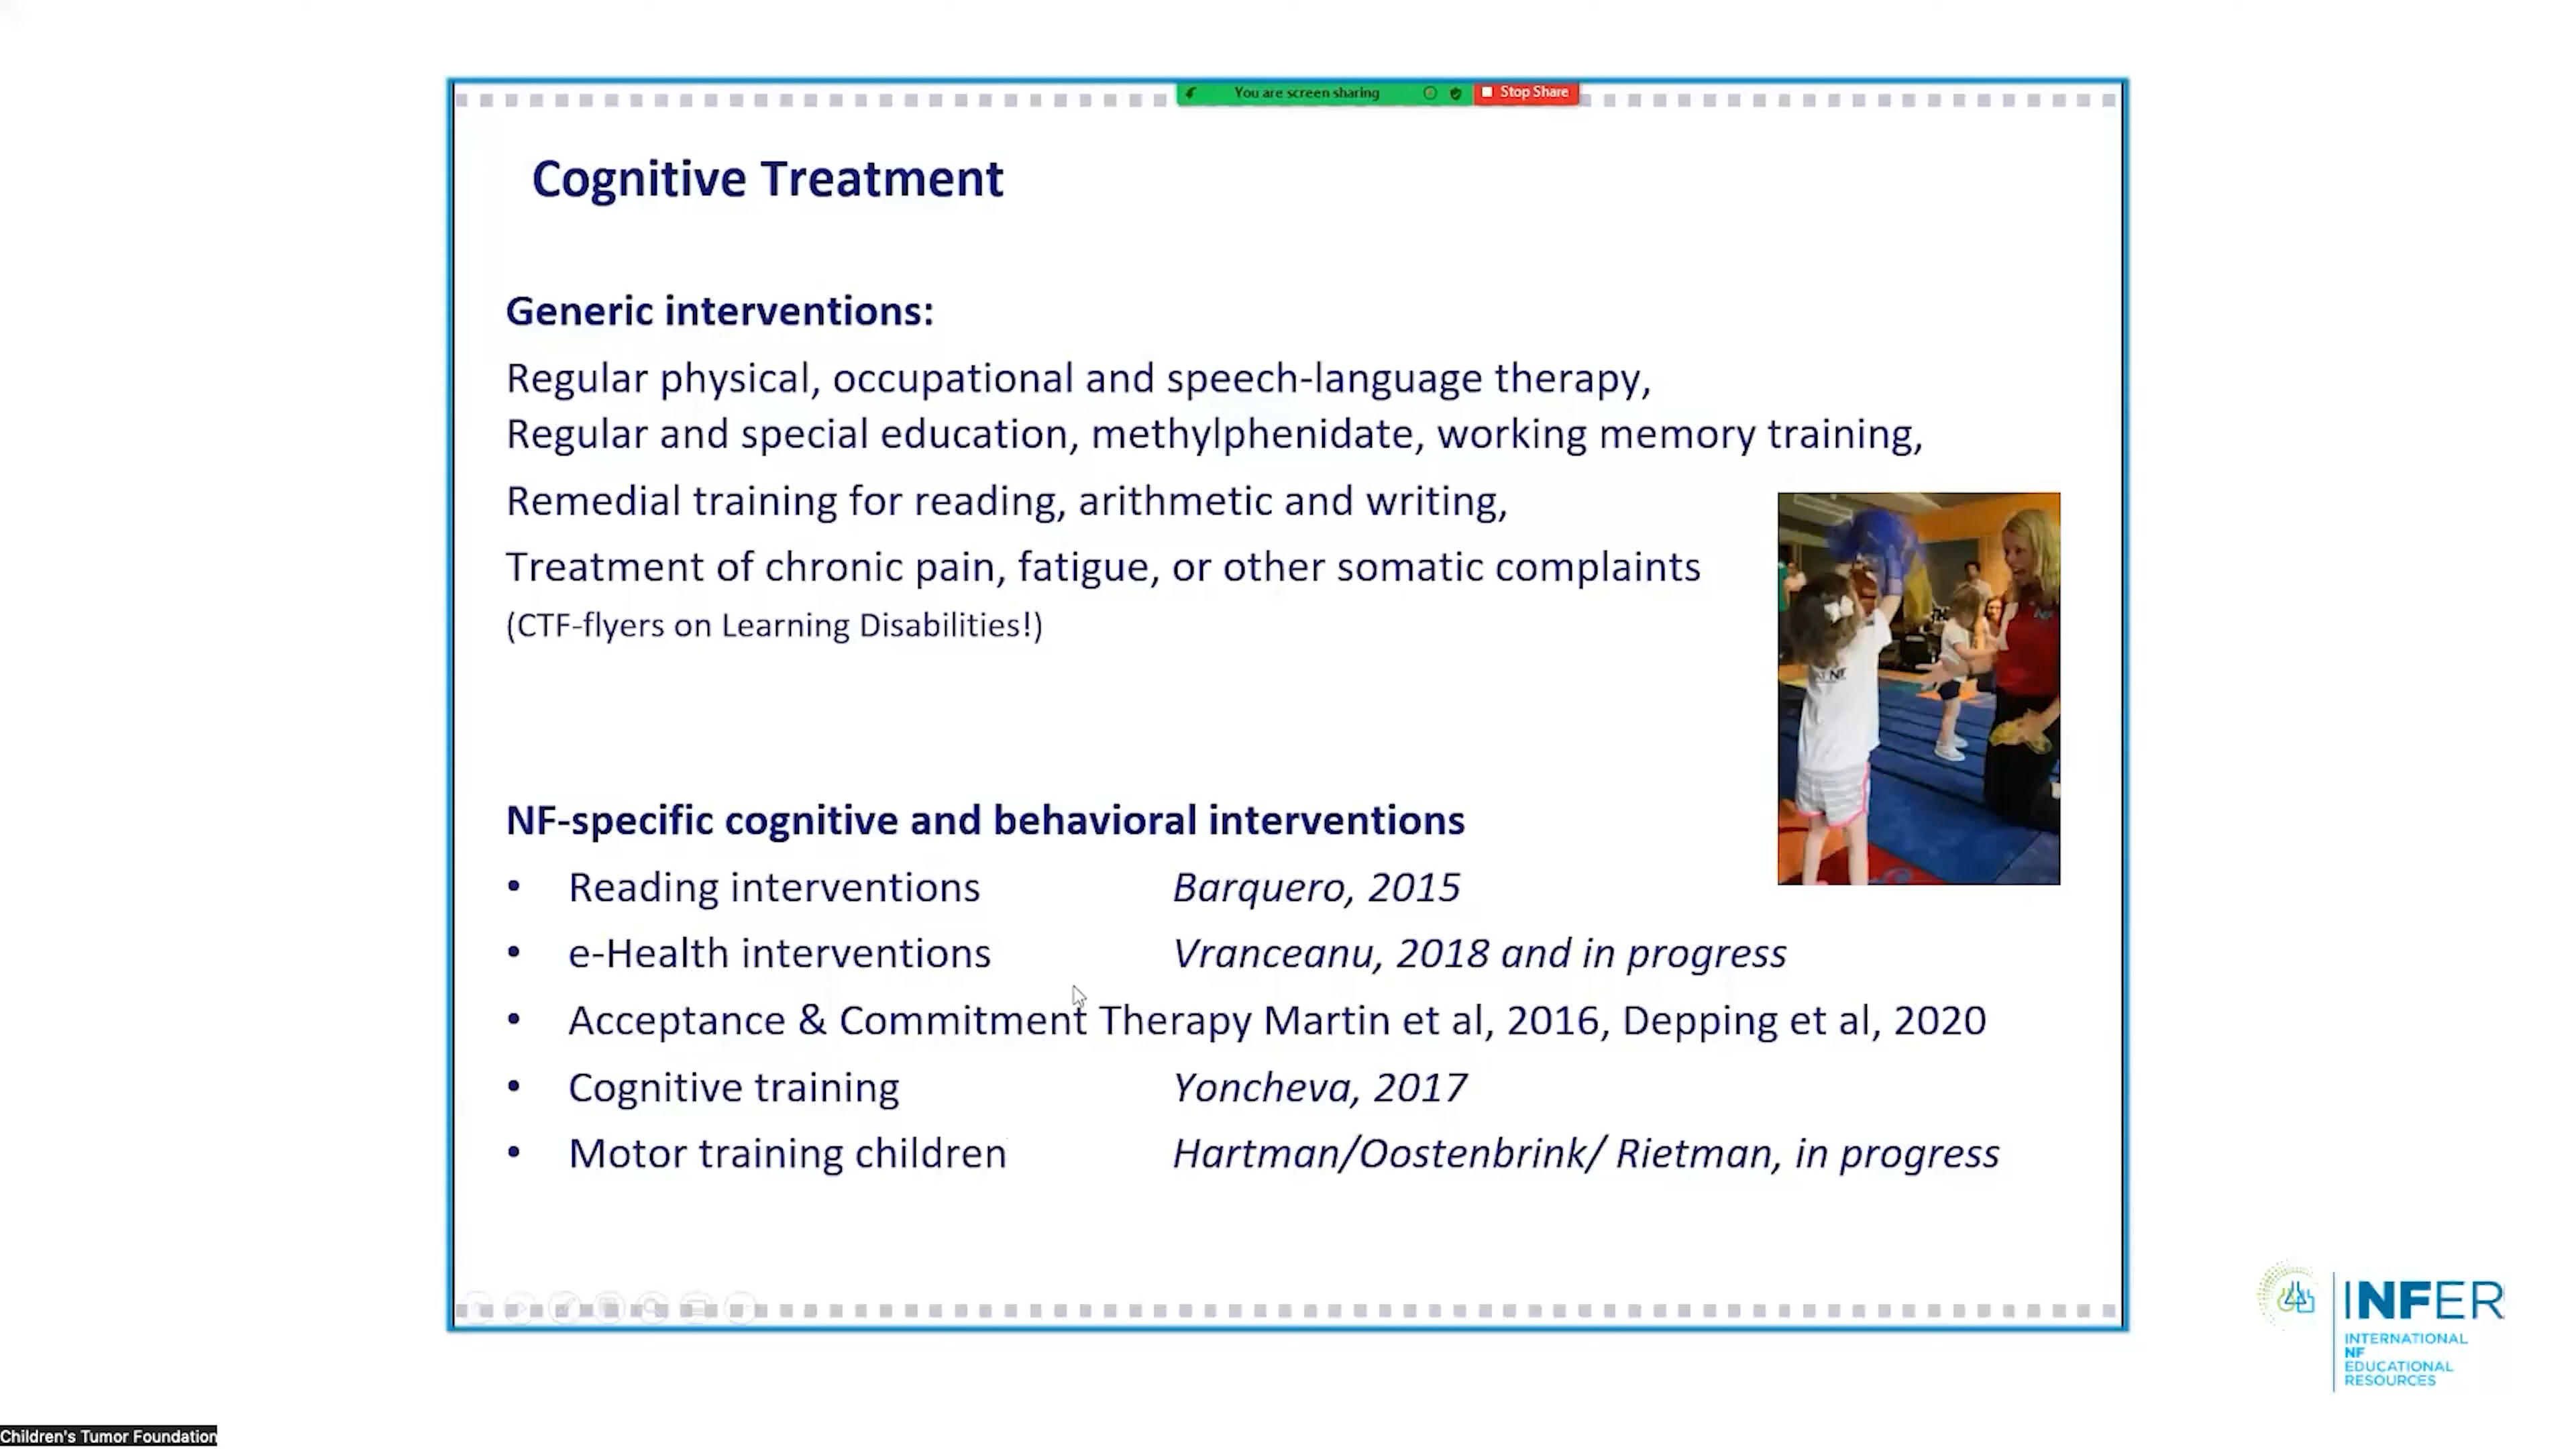 You are screen sharing
Stop Share
Cognitive Treatment
Generic interventions:
Regular physical, occupational and speech-language therapy,
Regular and special education, methylphenidate, working memory training,
Remedial training for reading, arithmetic and writing,
Treatment of chronic pain, fatigue, or other somatic complaints
(CTF-flyers on Learning Disabilities!)
NF-specific cognitive and behavioral interventions
• Reading interventions Barquero, 2015
• e-Health interventions Vranceanu, 2018 and in progress
• Acceptance & Commitment Therapy Martin et al, 2016, Depping et al, 2020
• Cognitive training Yoncheva, 2017
• Motor training children Hartman/Oostenbrink/ Rietman, in progress
INFER
INTERNATIONAL
NF
EDUCATIONAL
RESOURCES
Children's Tumor Foundation